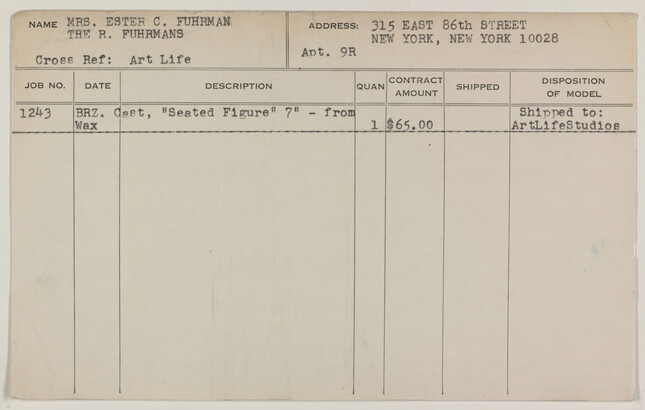 NAME MRS. ESTER C. FUHRMAN
THE R. FUHRMANS
Cross Ref: Art Life
ADDRESS: 315 EAST 86th STREET
NEW YORK, NEW YORK 10028
Apt. 9R
JOB NO. DATE DESCRIPTION QUAN CONTRACT AMOUNT SHIPPED DISPOSITION OF MODEL
1243 BRZ. Cast, "Seated Figure" 7" - from Shipped to:
Wax 1 $65.00 ArtLifeStudios